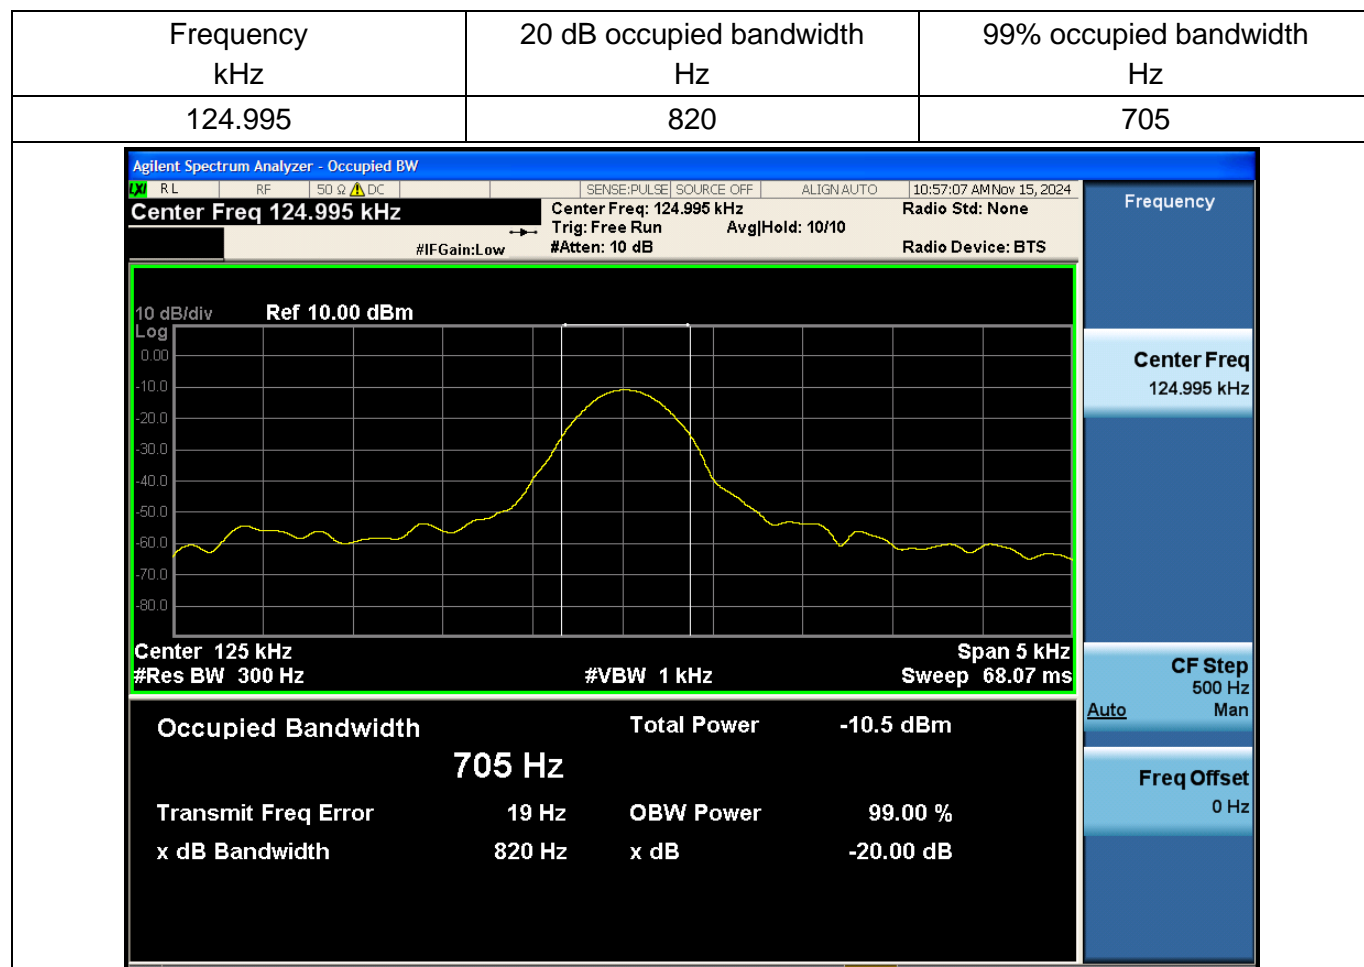 Frequency 20 dB occupied bandwidth 99% occupied bandwidth
kHz Hz Hz
124.995 820 705
Agilent Spectrum Analyzer - Occupied BW
LXI RL RF 50 Ω DC SENSE:PULSE SOURCE OFF ALIGN AUTO 10:57:07 AM Nov 15, 2024
Center Freq 124.995 kHz Center Freq: 124.995 kHz Radio Std: None
Trig: Free Run Avg|Hold: 10/10
#IFGain:Low #Atten: 10 dB Radio Device: BTS
Frequency
10 dB/div Ref 10.00 dBm
Log
0.00
-10.0
-20.0
-30.0
-40.0
-50.0
-60.0
-70.0
-80.0
Center 125 kHz Span 5 kHz
#Res BW 300 Hz #VBW 1 kHz Sweep 68.07 ms
Center Freq
124.995 kHz
CF Step
500 Hz
Auto Man
Freq Offset
0 Hz
Occupied Bandwidth Total Power -10.5 dBm
705 Hz
Transmit Freq Error 19 Hz OBW Power 99.00 %
x dB Bandwidth 820 Hz x dB -20.00 dB